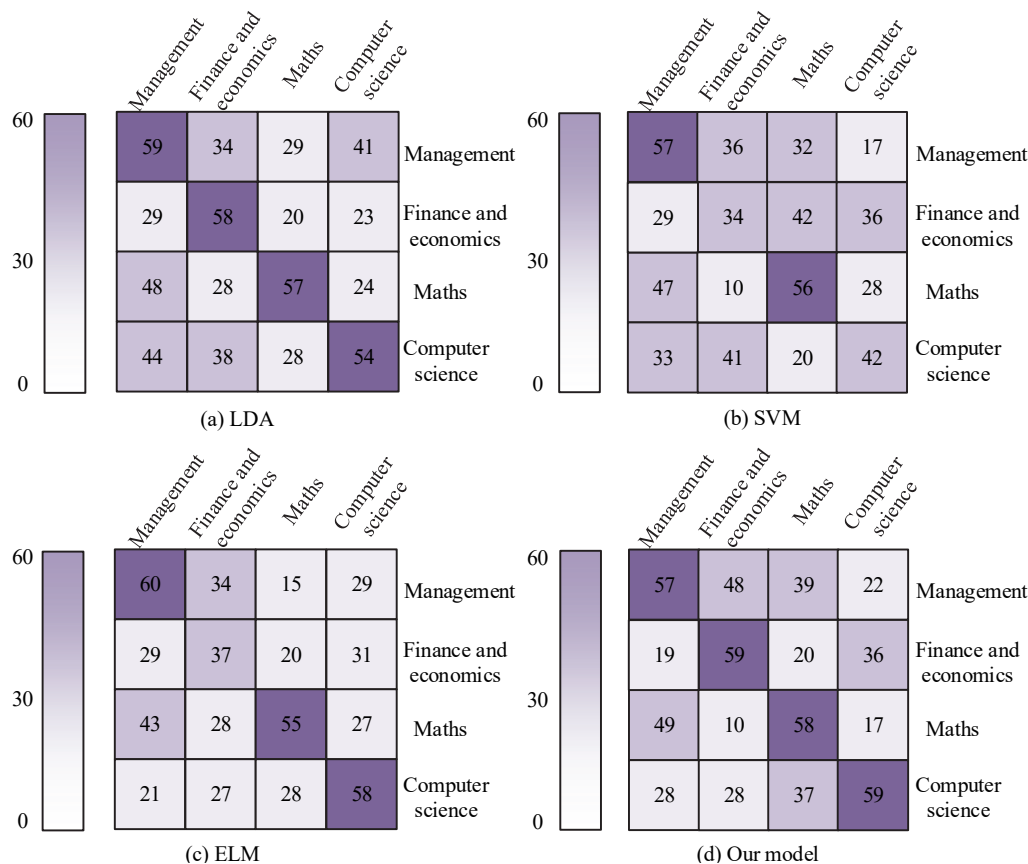 Management
Finance and
economics
Maths
Computer
science
60
30
0
59 34 29 41
Management
29 58 20 23
Finance and
economics
48 28 57 24
Maths
44 38 28 54
Computer
science
(a) LDA
Management
Finance and
economics
Maths
Computer
science
60
30
0
57 36 32 17
Management
29 34 42 36
Finance and
economics
47 10 56 28
Maths
33 41 20 42
Computer
science
(b) SVM
Management
Finance and
economics
Maths
Computer
science
60
30
0
60 34 15 29
Management
29 37 20 31
Finance and
economics
43 28 55 27
Maths
21 27 28 58
Computer
science
(c) ELM
Management
Finance and
economics
Maths
Computer
science
60
30
0
57 48 39 22
Management
19 59 20 36
Finance and
economics
49 10 58 17
Maths
28 28 37 59
Computer
science
(d) Our model